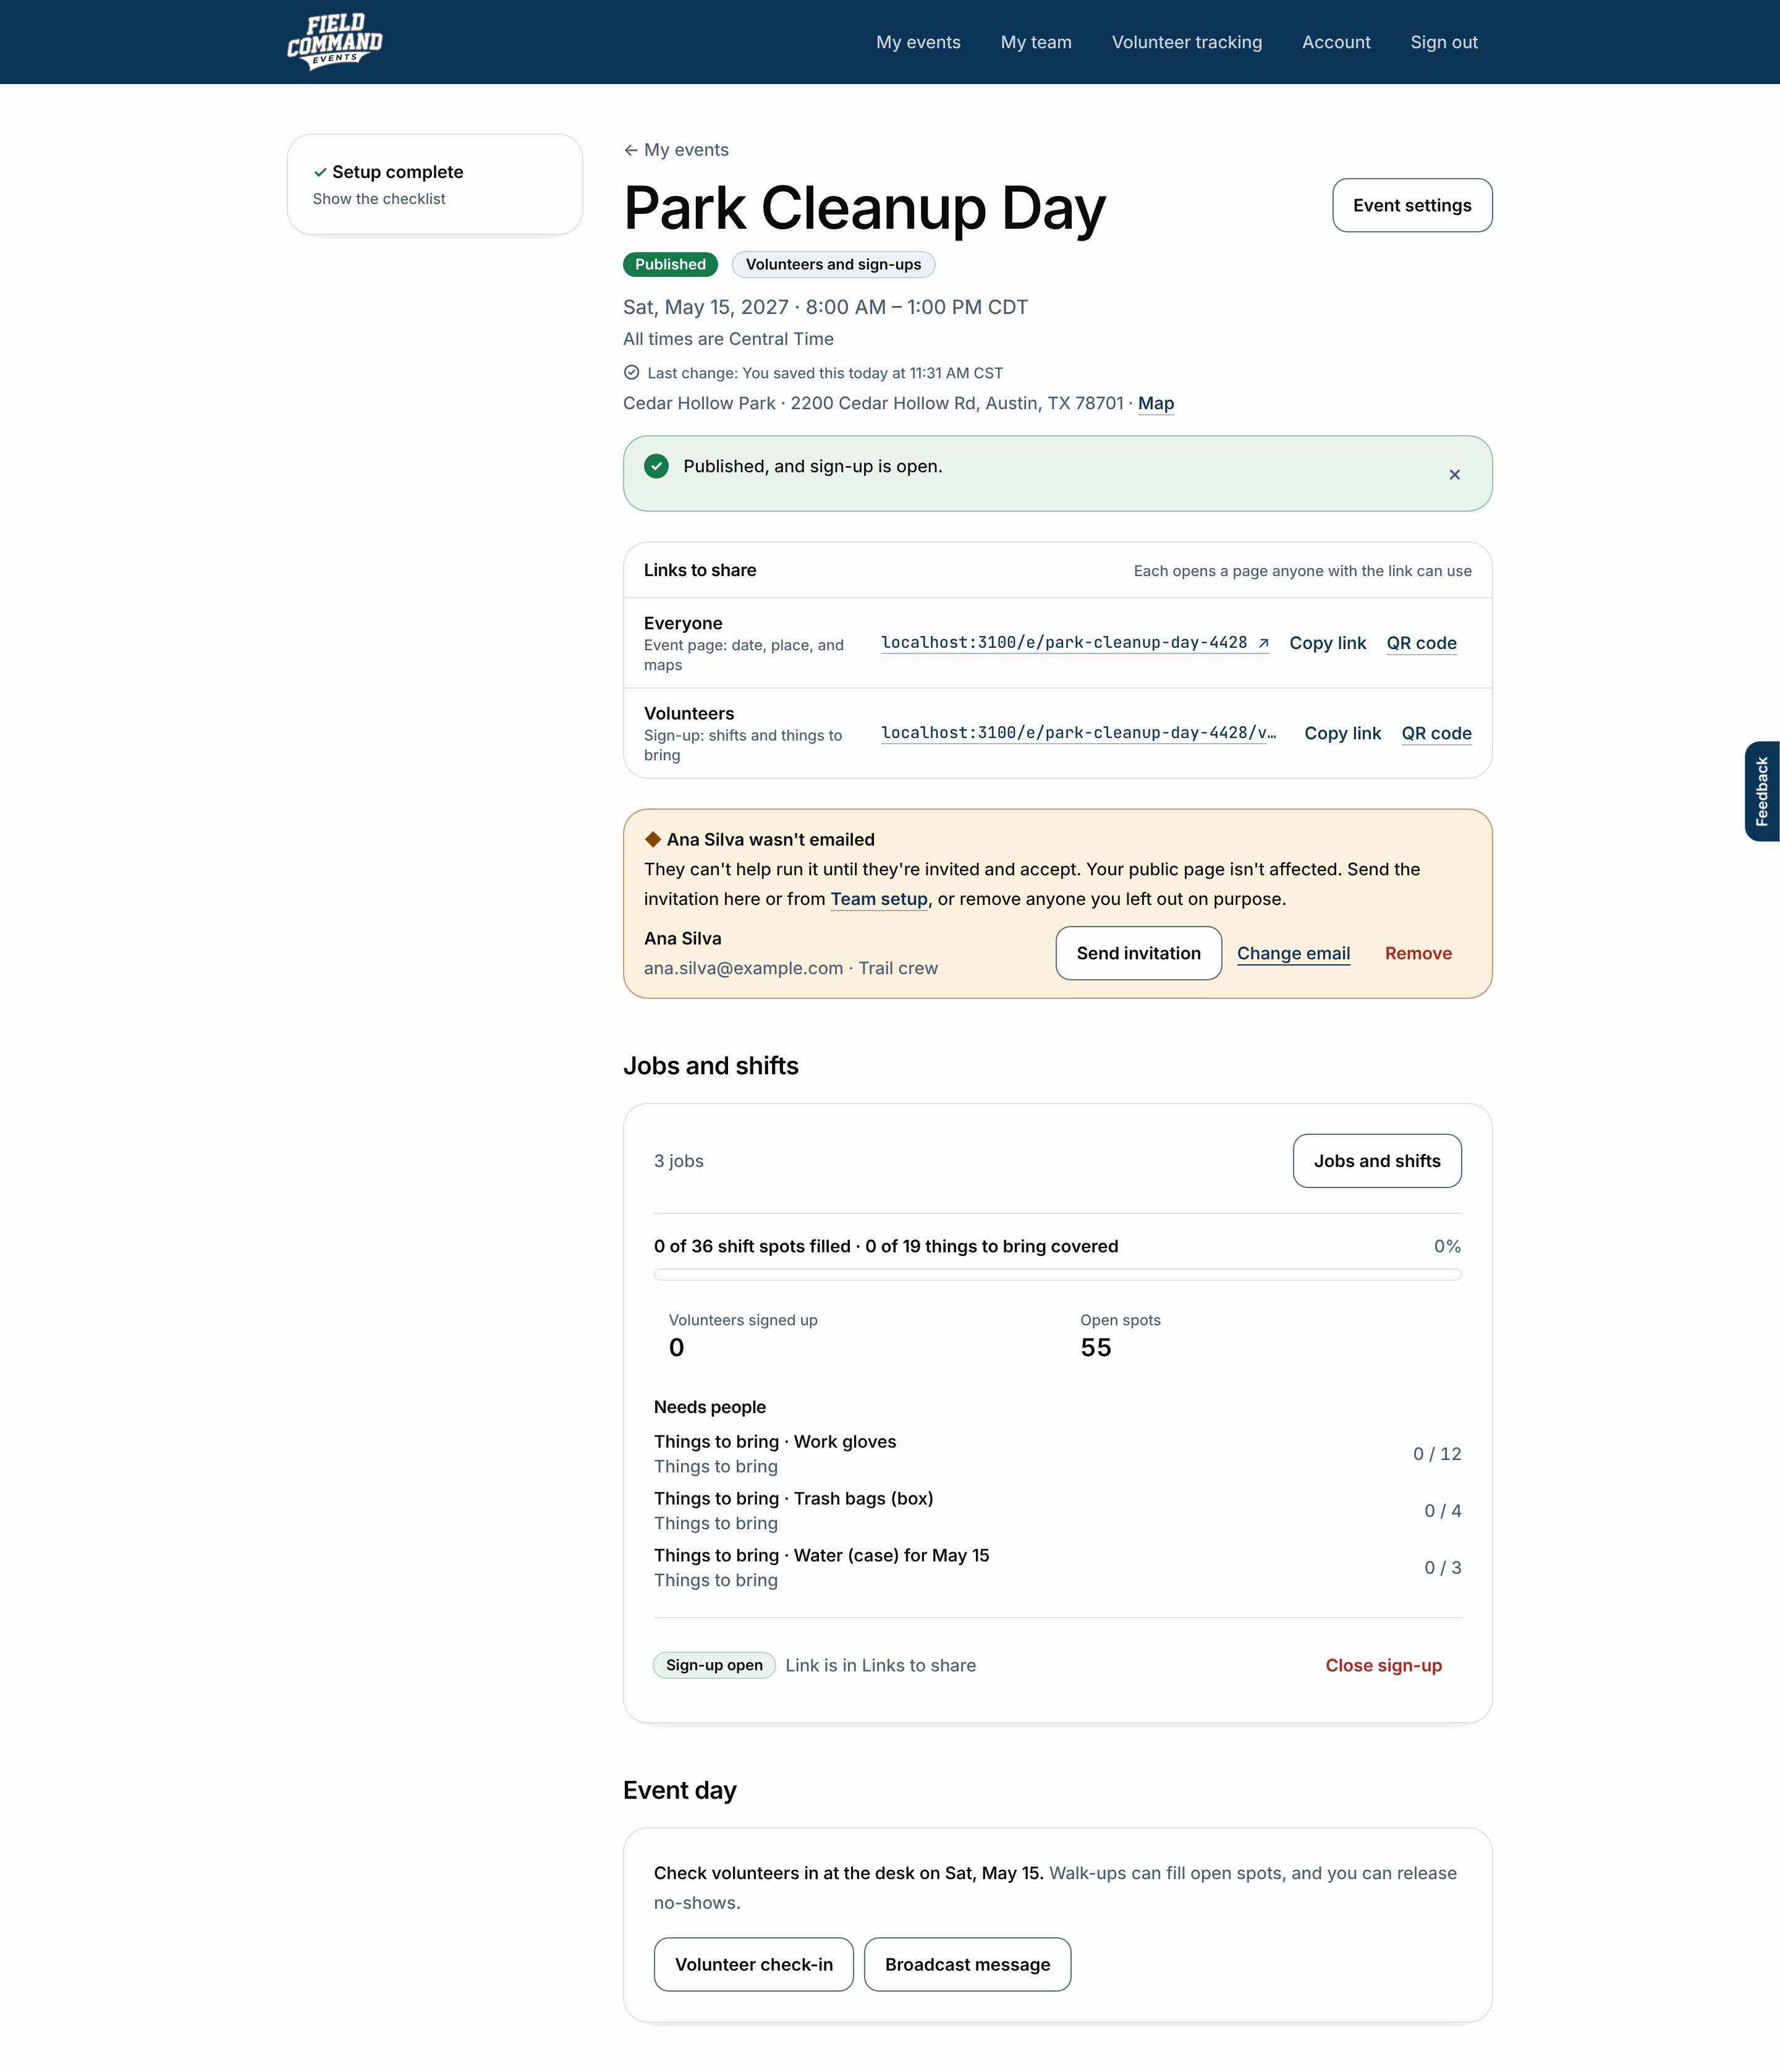 FIELD
COMMAND
EVENTS
My events
My team
Volunteer tracking
Account
Sign out
✓ Setup complete
Show the checklist
← My events
Park Cleanup Day
Event settings
Published
Volunteers and sign-ups
Sat, May 15, 2027 · 8:00 AM – 1:00 PM CDT
All times are Central Time
Last change: You saved this today at 11:31 AM CST
Cedar Hollow Park · 2200 Cedar Hollow Rd, Austin, TX 78701 · Map
Published, and sign-up is open.
×
Links to share
Each opens a page anyone with the link can use
Everyone
Event page: date, place, and
maps
localhost:3100/e/park-cleanup-day-4428 ↗
Copy link
QR code
Volunteers
Sign-up: shifts and things to
bring
localhost:3100/e/park-cleanup-day-4428/v…
Copy link
QR code
Feedback
◆ Ana Silva wasn't emailed
They can't help run it until they're invited and accept. Your public page isn't affected. Send the
invitation here or from Team setup, or remove anyone you left out on purpose.
Ana Silva
ana.silva@example.com · Trail crew
Send invitation
Change email
Remove
Jobs and shifts
3 jobs
Jobs and shifts
0 of 36 shift spots filled · 0 of 19 things to bring covered
0%
Volunteers signed up
0
Open spots
55
Needs people
Things to bring · Work gloves
Things to bring
0 / 12
Things to bring · Trash bags (box)
Things to bring
0 / 4
Things to bring · Water (case) for May 15
Things to bring
0 / 3
Sign-up open
Link is in Links to share
Close sign-up
Event day
Check volunteers in at the desk on Sat, May 15. Walk-ups can fill open spots, and you can release
no-shows.
Volunteer check-in
Broadcast message